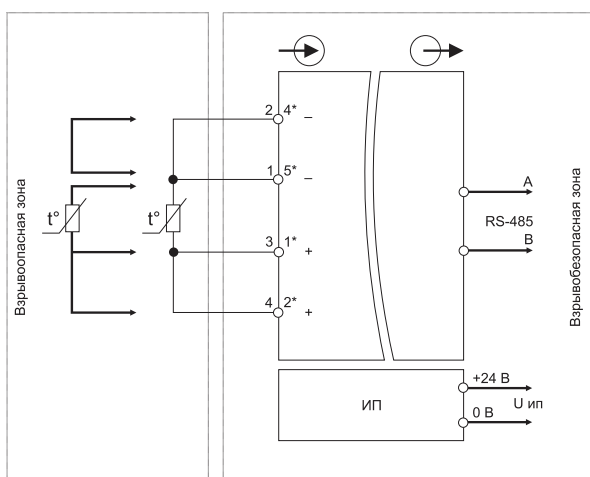 Взрывоопасная зона
Взрывобезопасная зона
2 4* –
1 5* –
t° t°
3 1* +
4 2* +
A
RS-485
B
ИП
+24 В
U ип
0 В